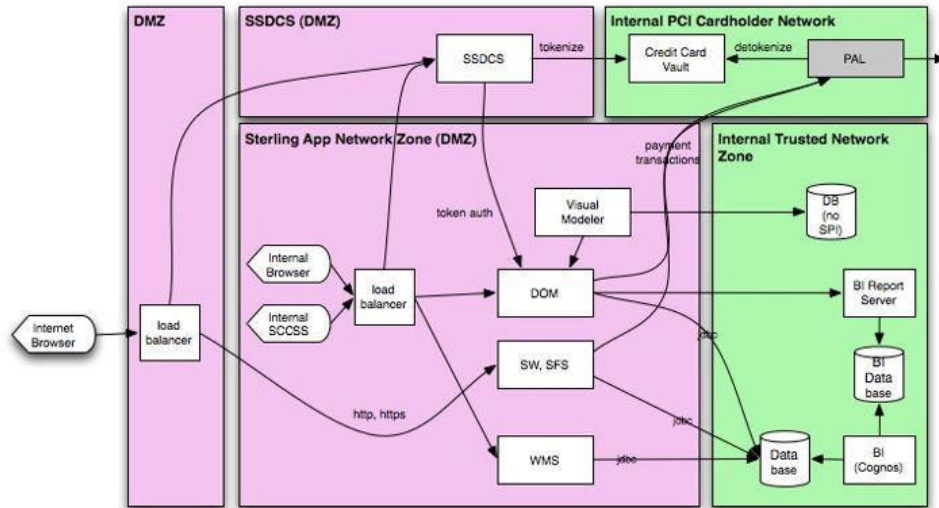 DMZ
SSDCS (DMZ)
Internal PCI Cardholder Network
SSDCS
tokenize
Credit Card
Vault
detokenize
PAL
Sterling App Network Zone (DMZ)
Internal Trusted Network
Zone
payment
transactions
token auth
Visual
Modeler
DB
(no
SPI)
Internal
Browser
load
balancer
DOM
BI Report
Server
Internal
SCCSS
Internet
Browser
load
balancer
jdbc
SW, SFS
BI
Data
base
http, https
jdbc
WMS
jdbc
Data
base
BI
(Cognos)